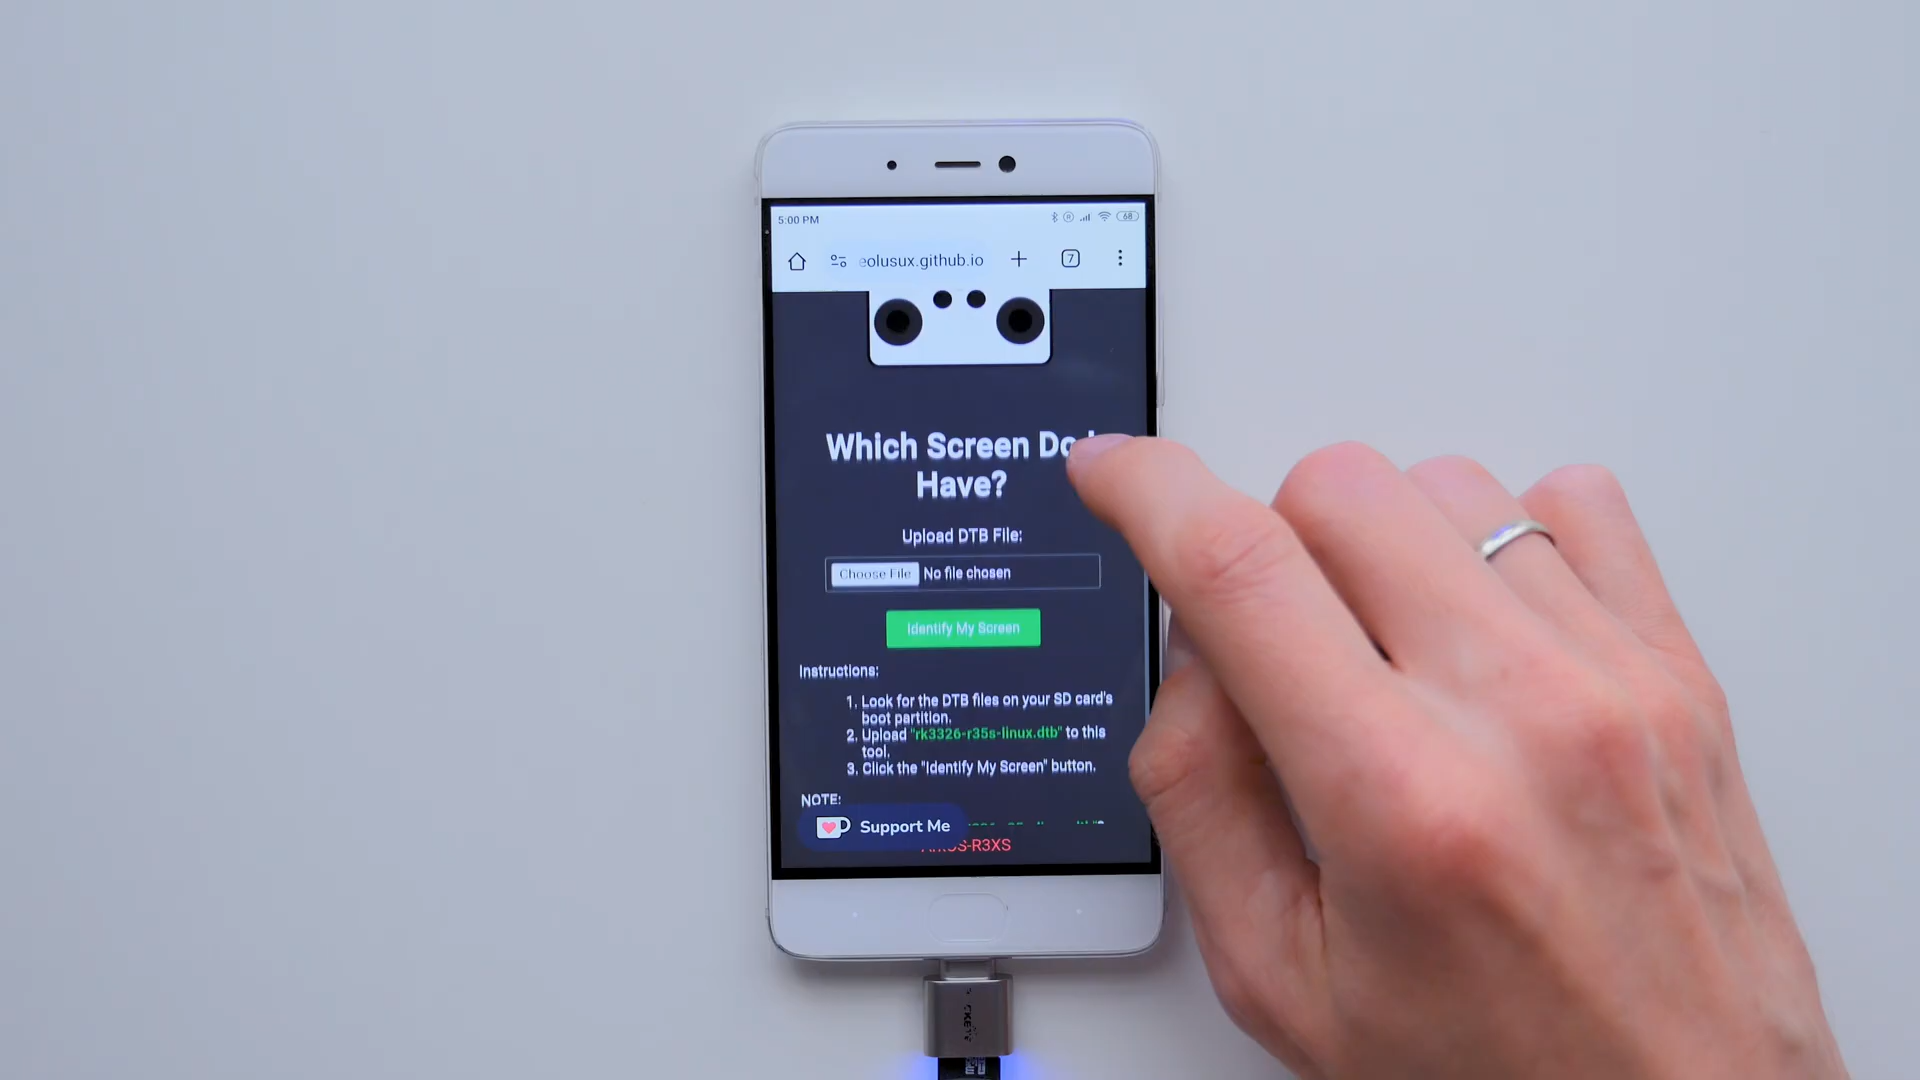 5:00 PM
68
eolusux.github.io
7
Which Screen Do
Have?
Upload DTB File:
Choose File No file chosen
Identify My Screen
Instructions:
1. Look for the DTB files on your SD card's
boot partition.
2. Upload "rk3326-r35s-linux.dtb" to this
tool.
3. Click the "Identify My Screen" button.
NOTE:
Support Me